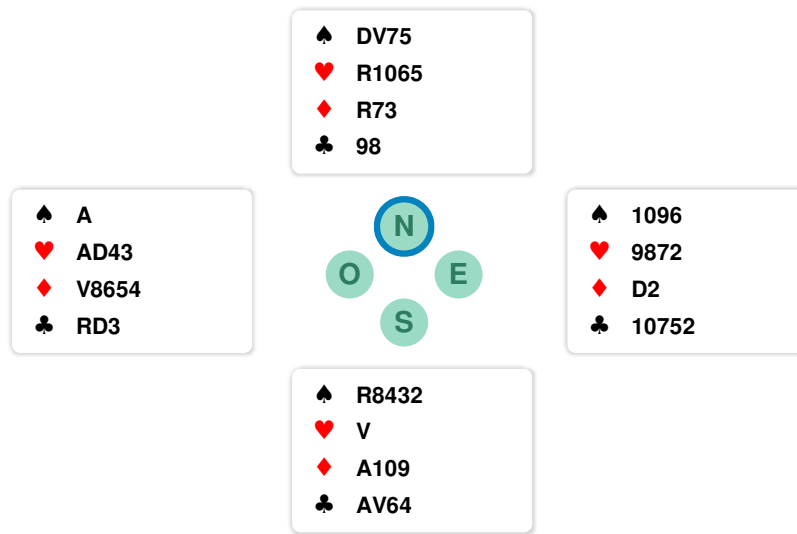 ♠ DV75
♥ R1065
♦ R73
♣ 98
♠ A
♥ AD43
♦ V8654
♣ RD3
N
O
E
S
♠ 1096
♥ 9872
♦ D2
♣ 10752
♠ R8432
♥ V
♦ A109
♣ AV64